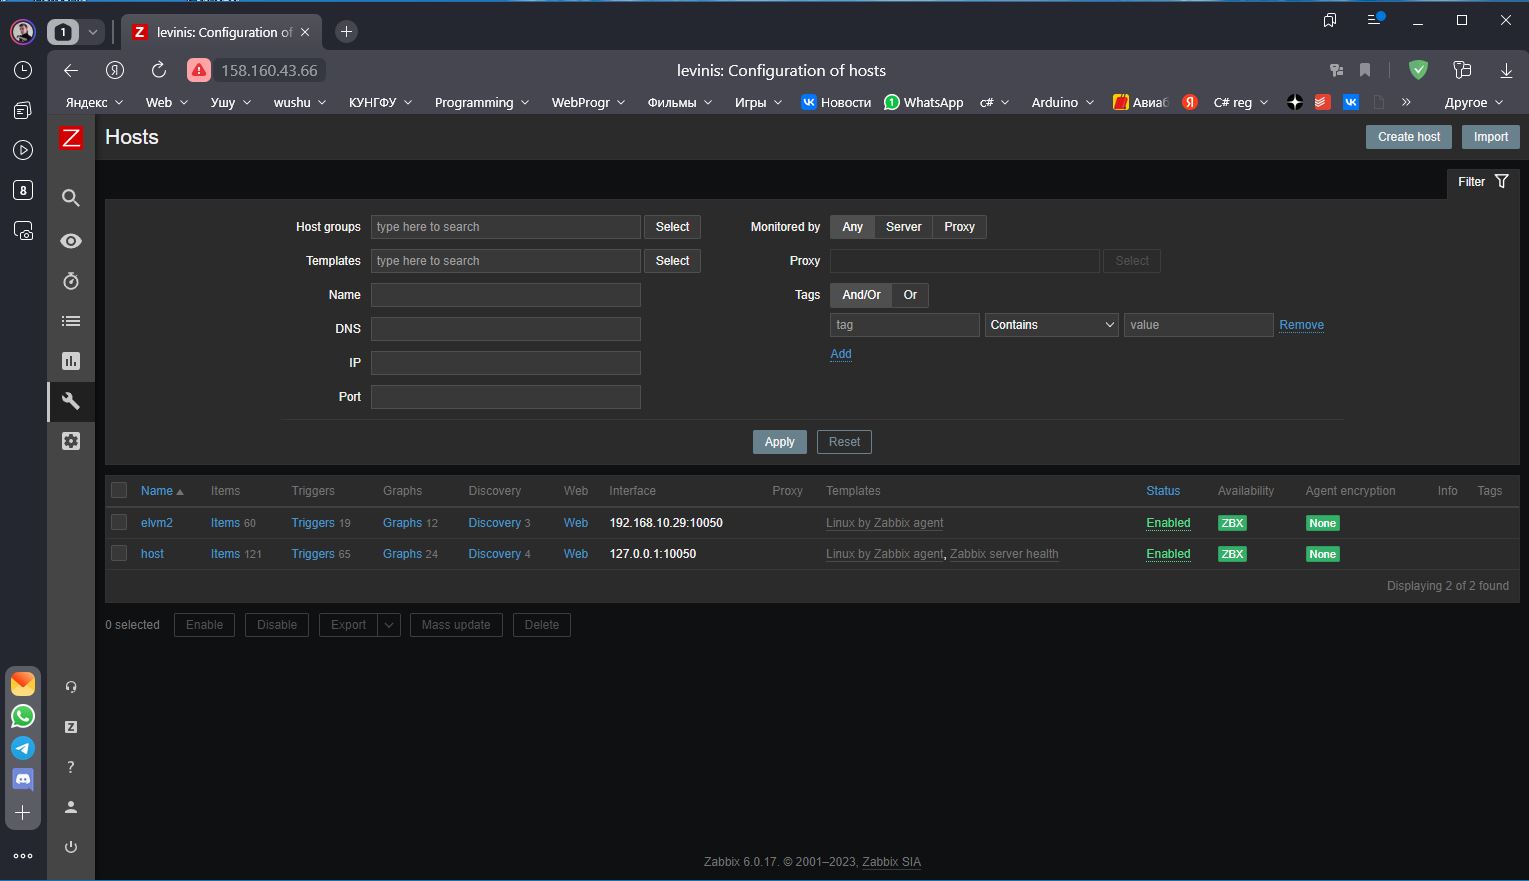 1
Z levinis: Configuration of
158.160.43.66
levinis: Configuration of hosts
Яндекс Web Ушу wushu КУНГФУ Programming WebProgr Фильмы Игры Новости WhatsApp c# Arduino Авиаб C# reg Другое
Z
Hosts
Create host Import
Filter
8
Host groups type here to search Select
Monitored by Any Server Proxy
Templates type here to search Select
Proxy Select
Name
Tags And/Or Or
DNS
tag Contains value Remove
IP
Add
Port
Apply Reset
Name Items Triggers Graphs Discovery Web Interface Proxy Templates Status Availability Agent encryption Info Tags
elvm2 Items 60 Triggers 19 Graphs 12 Discovery 3 Web 192.168.10.29:10050 Linux by Zabbix agent Enabled ZBX None
host Items 121 Triggers 65 Graphs 24 Discovery 4 Web 127.0.0.1:10050 Linux by Zabbix agent, Zabbix server health Enabled ZBX None
Displaying 2 of 2 found
0 selected Enable Disable Export Mass update Delete
Z
?
Zabbix 6.0.17. © 2001–2023, Zabbix SIA